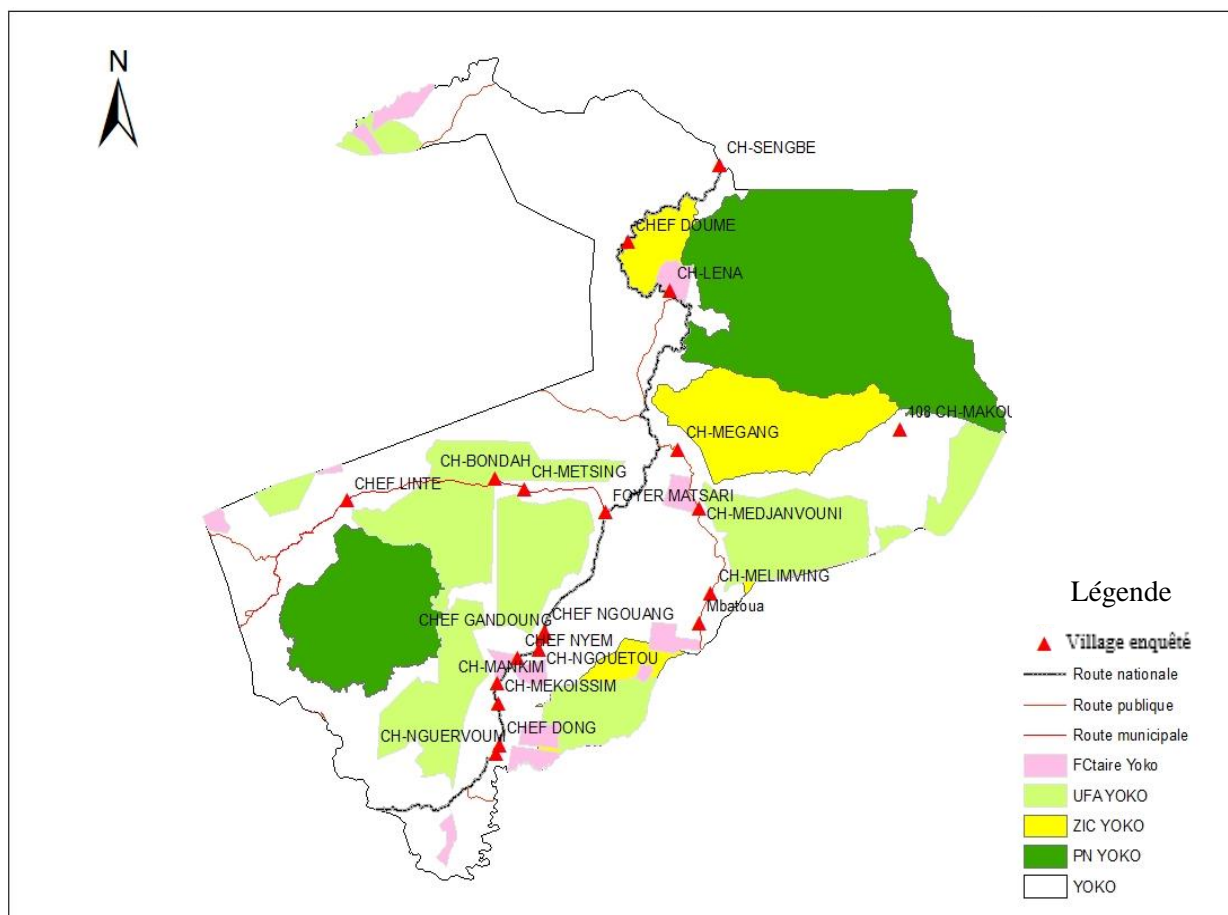 N
CH-SENGBE
CHEF DOUME
CH-LENA
108 CH-MAKOU
CH-MEGANG
CH-BONDAH
CH-METSING
CHEF LINTE
FOYER MATSARI
CH-MEDJANVOUNI
CH-MELIMVING
Mbatoua
CHEF GANDOUNG
CHEF NGOUANG
CHEF NYEM
CH-NGOUETOU
CH-MANKIM
CH-MEKOISSIM
CHEF DONG
CH-NGUERVOUM
Légende
Village enquêté
Route nationale
Route publique
Route municipale
FCtaire Yoko
UFA YOKO
ZIC YOKO
PN YOKO
YOKO